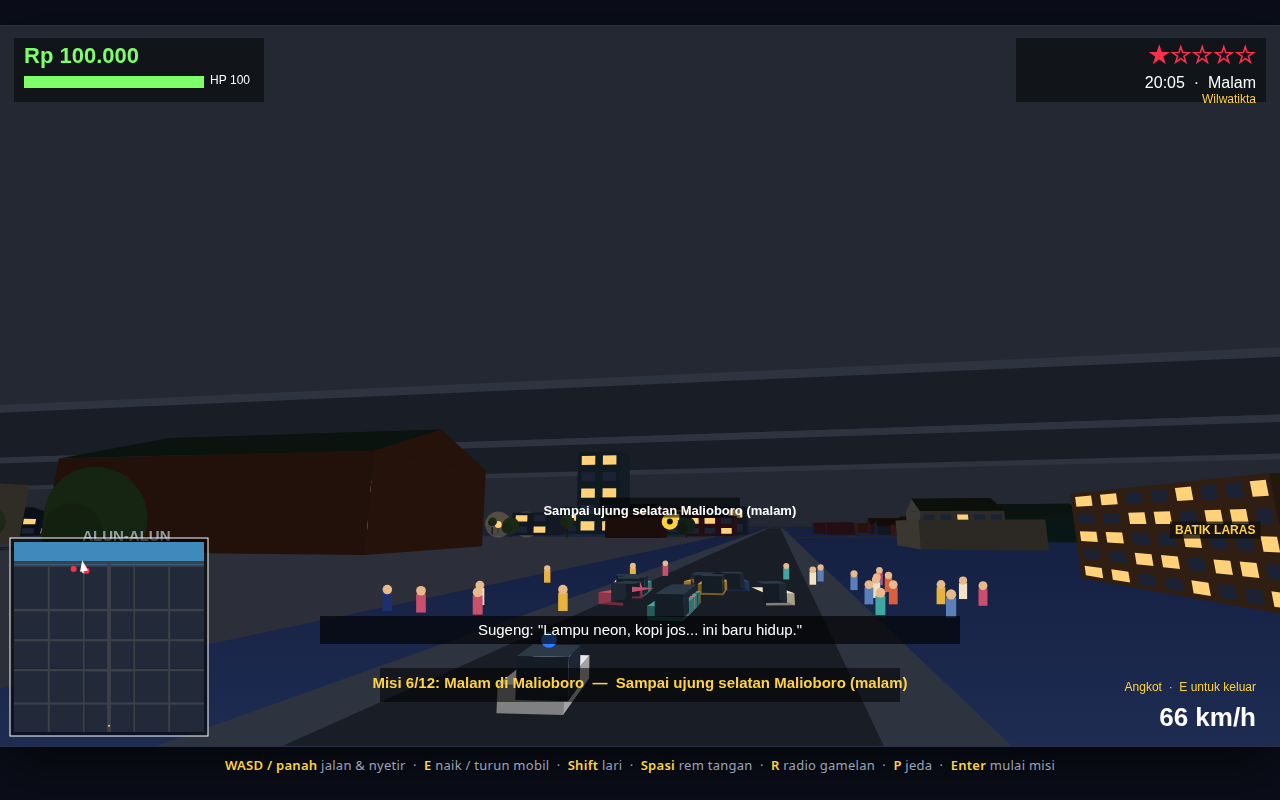 Rp 100.000
HP 100
★☆☆☆☆
20:05 · Malam
Wilwatikta
Sampai ujung selatan Malioboro (malam)
BATIK LARAS
ALUN-ALUN
Sugeng: "Lampu neon, kopi jos... ini baru hidup."
Misi 6/12: Malam di Malioboro — Sampai ujung selatan Malioboro (malam)
Angkot · E untuk keluar
66 km/h
WASD / panah jalan & nyetir · E naik / turun mobil · Shift lari · Spasi rem tangan · R radio gamelan · P jeda · Enter mulai misi